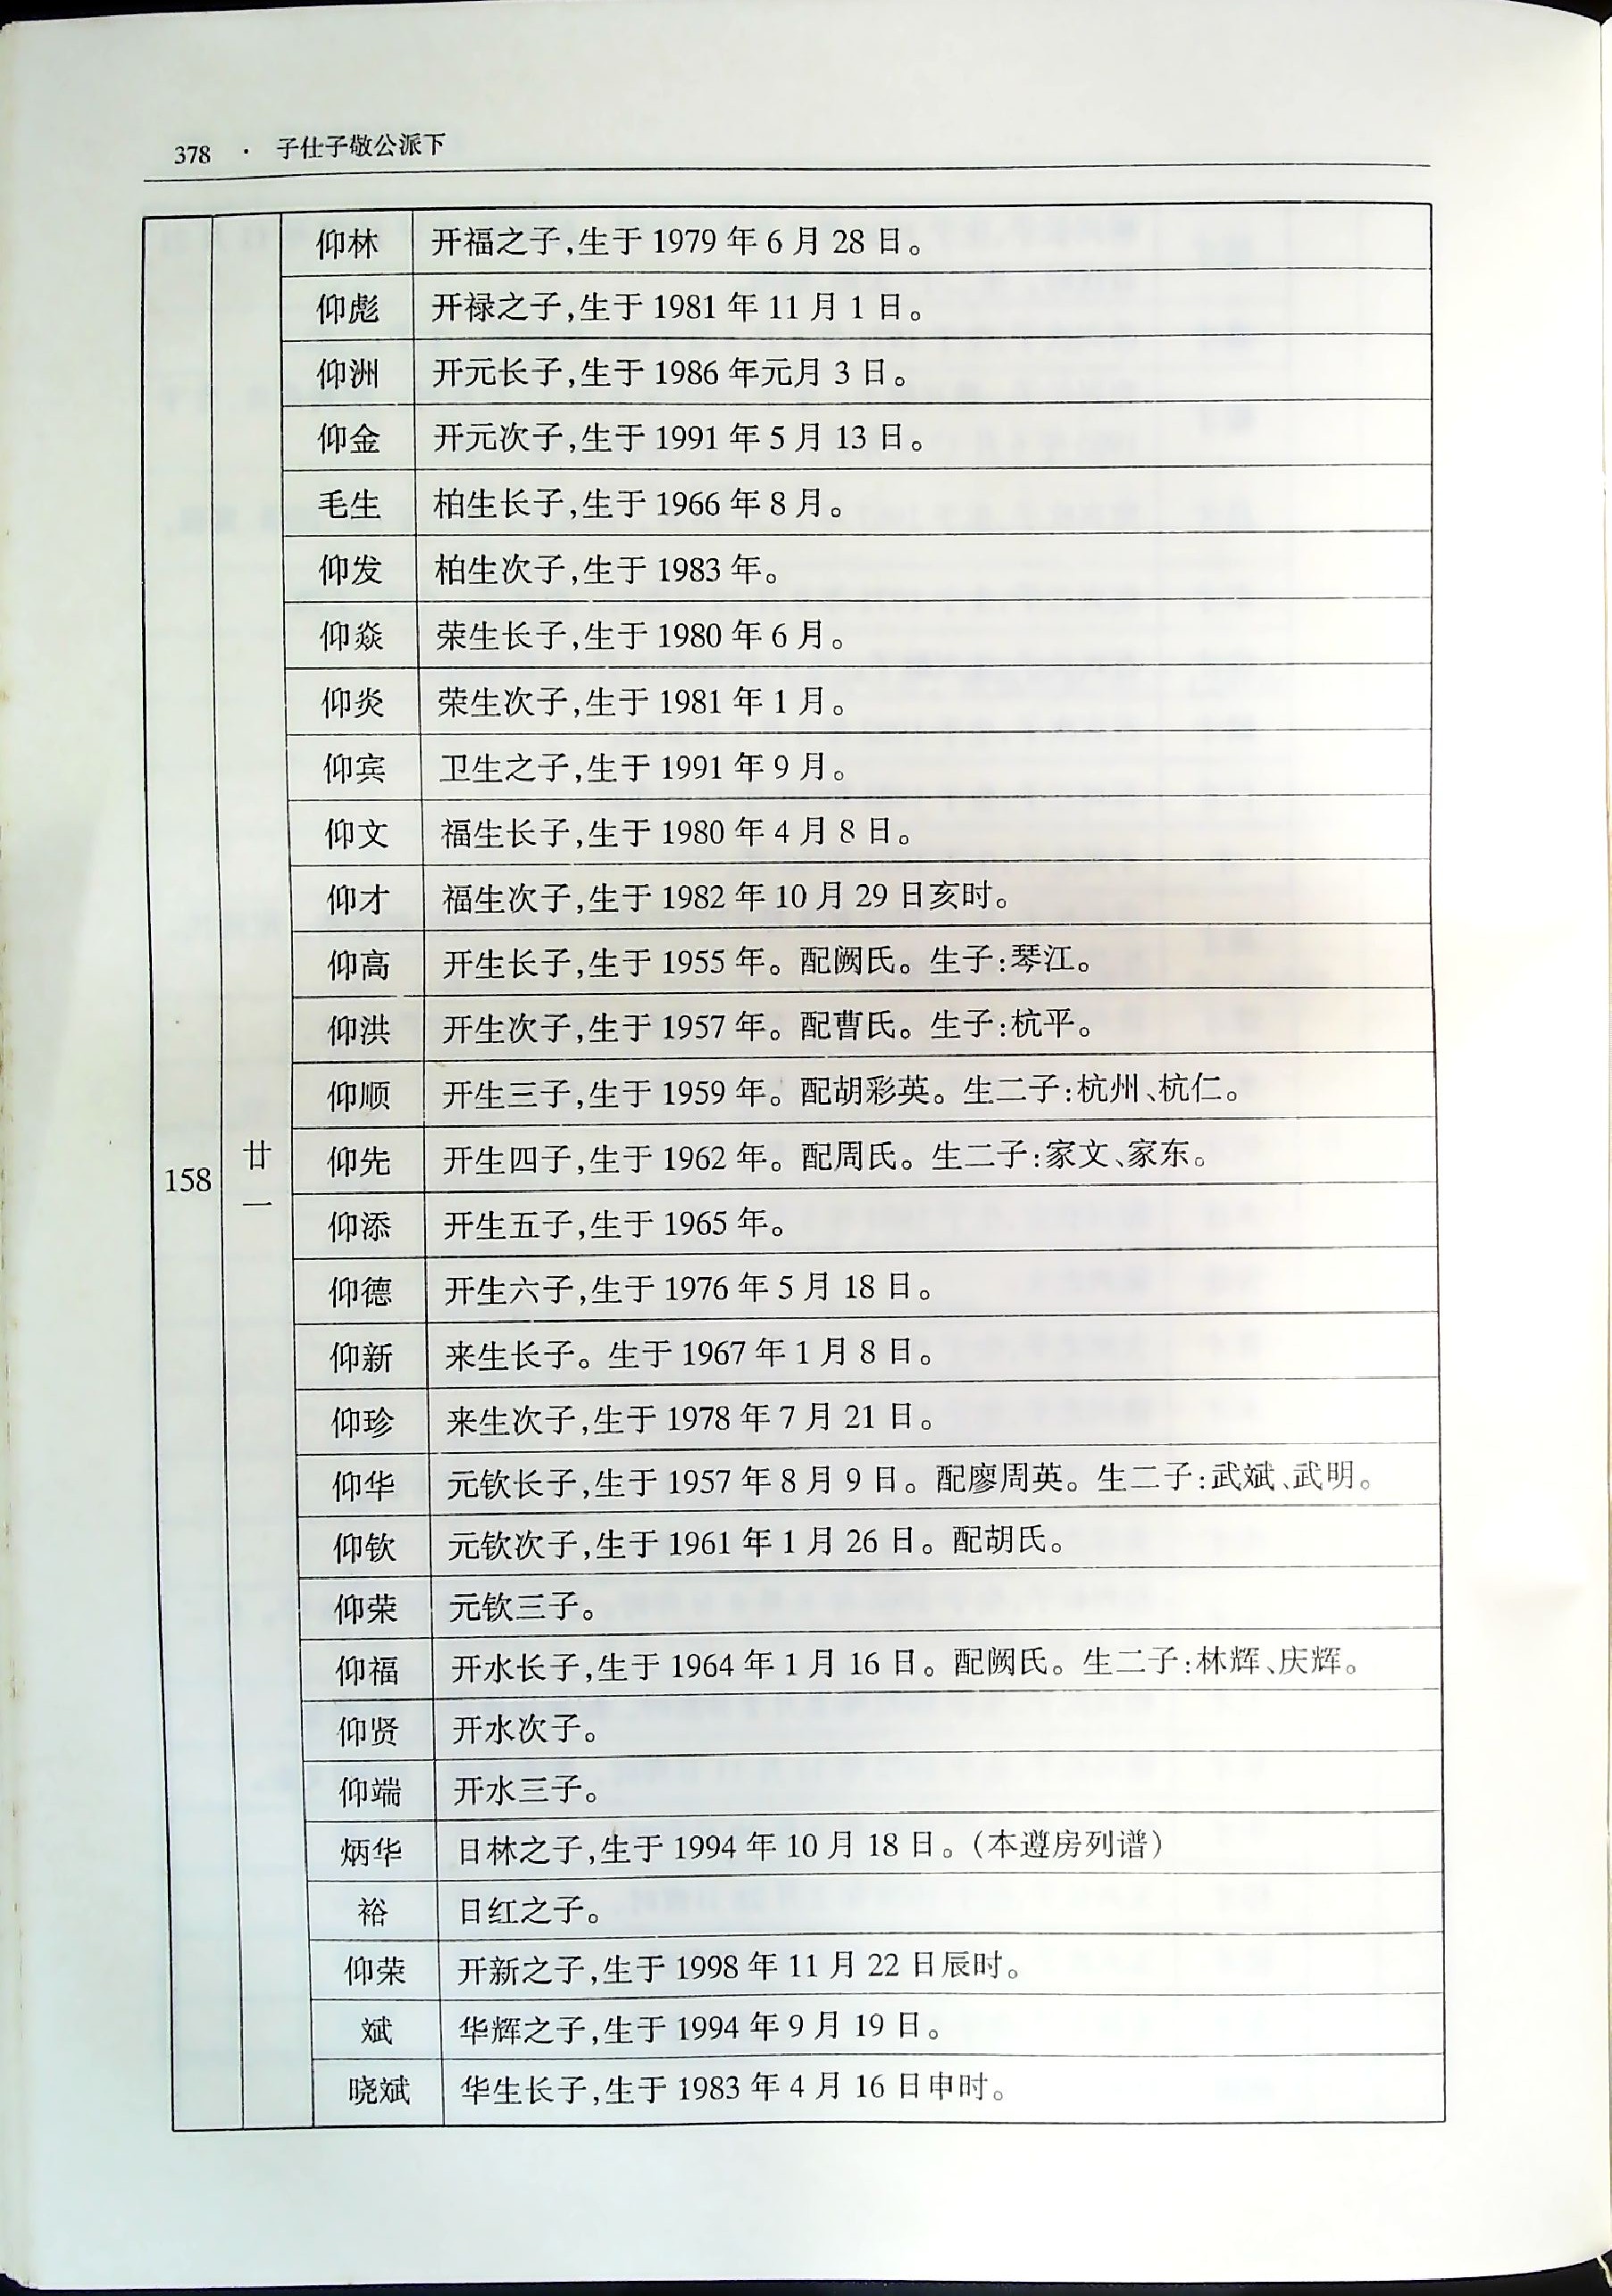 378 · 子仕子敬公派下
仰林 开福之子,生于 1979 年 6 月 28 日。
仰彪 开禄之子,生于 1981 年 11 月 1 日。
仰洲 开元长子,生于 1986 年元月 3 日。
仰金 开元次子,生于 1991 年 5 月 13 日。
毛生 柏生长子,生于 1966 年 8 月。
仰发 柏生次子,生于 1983 年。
仰焱 荣生长子,生于 1980 年 6 月。
仰炎 荣生次子,生于 1981 年 1 月。
仰宾 卫生之子,生于 1991 年 9 月。
仰文 福生长子,生于 1980 年 4 月 8 日。
仰才 福生次子,生于 1982 年 10 月 29 日亥时。
仰高 开生长子,生于 1955 年。配阙氏。生子:琴江。
仰洪 开生次子,生于 1957 年。配曹氏。生子:杭平。
仰顺 开生三子,生于 1959 年。配胡彩英。生二子:杭州、杭仁。
158 廿一 仰先 开生四子,生于 1962 年。配周氏。生二子:家文、家东。
仰添 开生五子,生于 1965 年。
仰德 开生六子,生于 1976 年 5 月 18 日。
仰新 来生长子。生于 1967 年 1 月 8 日。
仰珍 来生次子,生于 1978 年 7 月 21 日。
仰华 元钦长子,生于 1957 年 8 月 9 日。配廖周英。生二子:武斌、武明。
仰钦 元钦次子,生于 1961 年 1 月 26 日。配胡氏。
仰荣 元钦三子。
仰福 开水长子,生于 1964 年 1 月 16 日。配阙氏。生二子:林辉、庆辉。
仰贤 开水次子。
仰端 开水三子。
炳华 日林之子,生于 1994 年 10 月 18 日。(本遵房列谱)
裕 日红之子。
仰荣 开新之子,生于 1998 年 11 月 22 日辰时。
斌 华辉之子,生于 1994 年 9 月 19 日。
晓斌 华生长子,生于 1983 年 4 月 16 日申时。